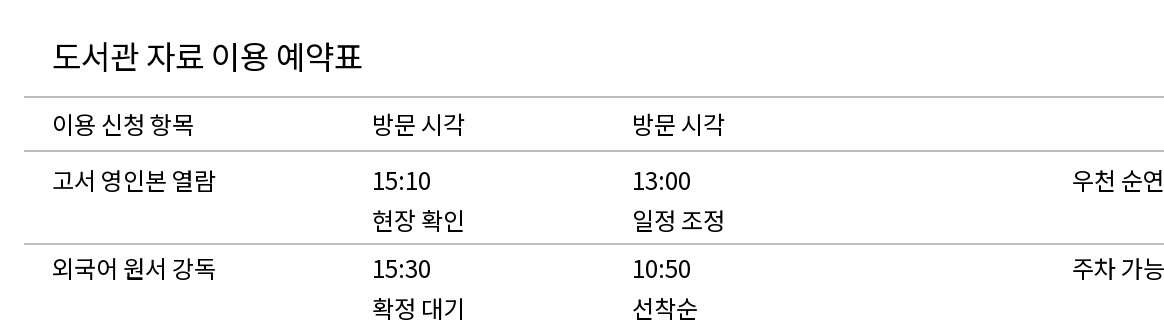 도서관 자료 이용 예약표
이용 신청 항목 방문 시각 방문 시각
고서 영인본 열람 15:10 13:00 우천 순연
현장 확인 일정 조정
외국어 원서 강독 15:30 10:50 주차 가능
확정 대기 선착순